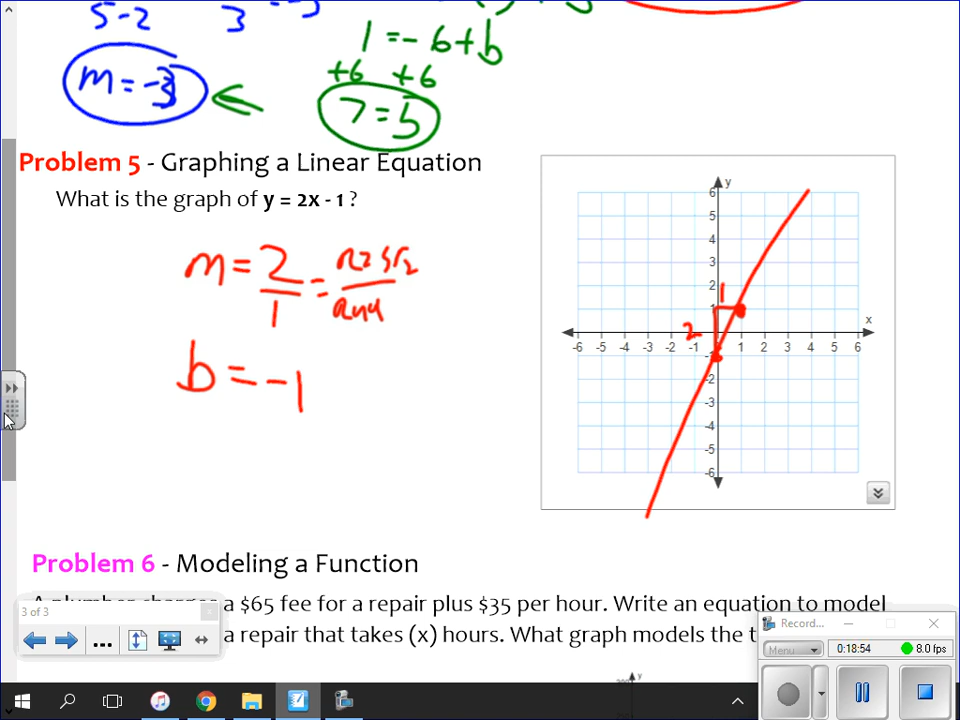 5-2 3
1 = - 6 + b
+6 +6
m = -3
7 = b
Problem 5 - Graphing a Linear Equation
What is the graph of y = 2x - 1 ?
m = 2/1 =
b = -1
y
6
5
4
3
2
1
1
2
x
-6 -5 -4 -3 -2 -1 1 2 3 4 5 6
-1
-2
-3
-4
-5
-6
Problem 6 - Modeling a Function
a $65 fee for a repair plus $35 per hour. Write an equation to model
a repair that takes (x) hours. What graph models the
3 of 3
...
Record...
Menu
0:18:54
8.0 fps
y